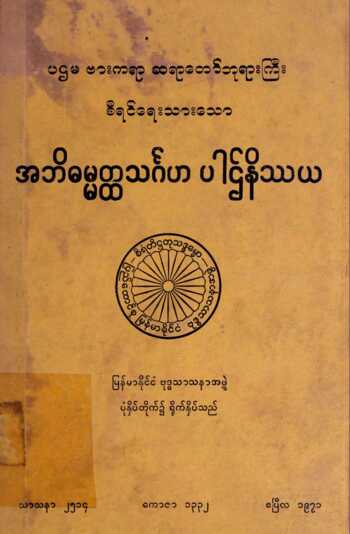 ပဌမ ဗားကရာ ဆရာတော်ဘုရားကြီး
စီရင်ရေးသားသော
အဘိဓမ္မတ္ထသင်္ဂဟ ပါဌ်နိဿယ
မြန်မာနိုင်ငံ ဗုဒ္ဓသာသနာအဖွဲ့
ပုံနှိပ်တိုက်၌ ရိုက်နှိပ်သည်
သာသနာ ၂၅၁၄
ကောဇာ ၁၃၃၂
ဧပြီလ ၁၉၇၁